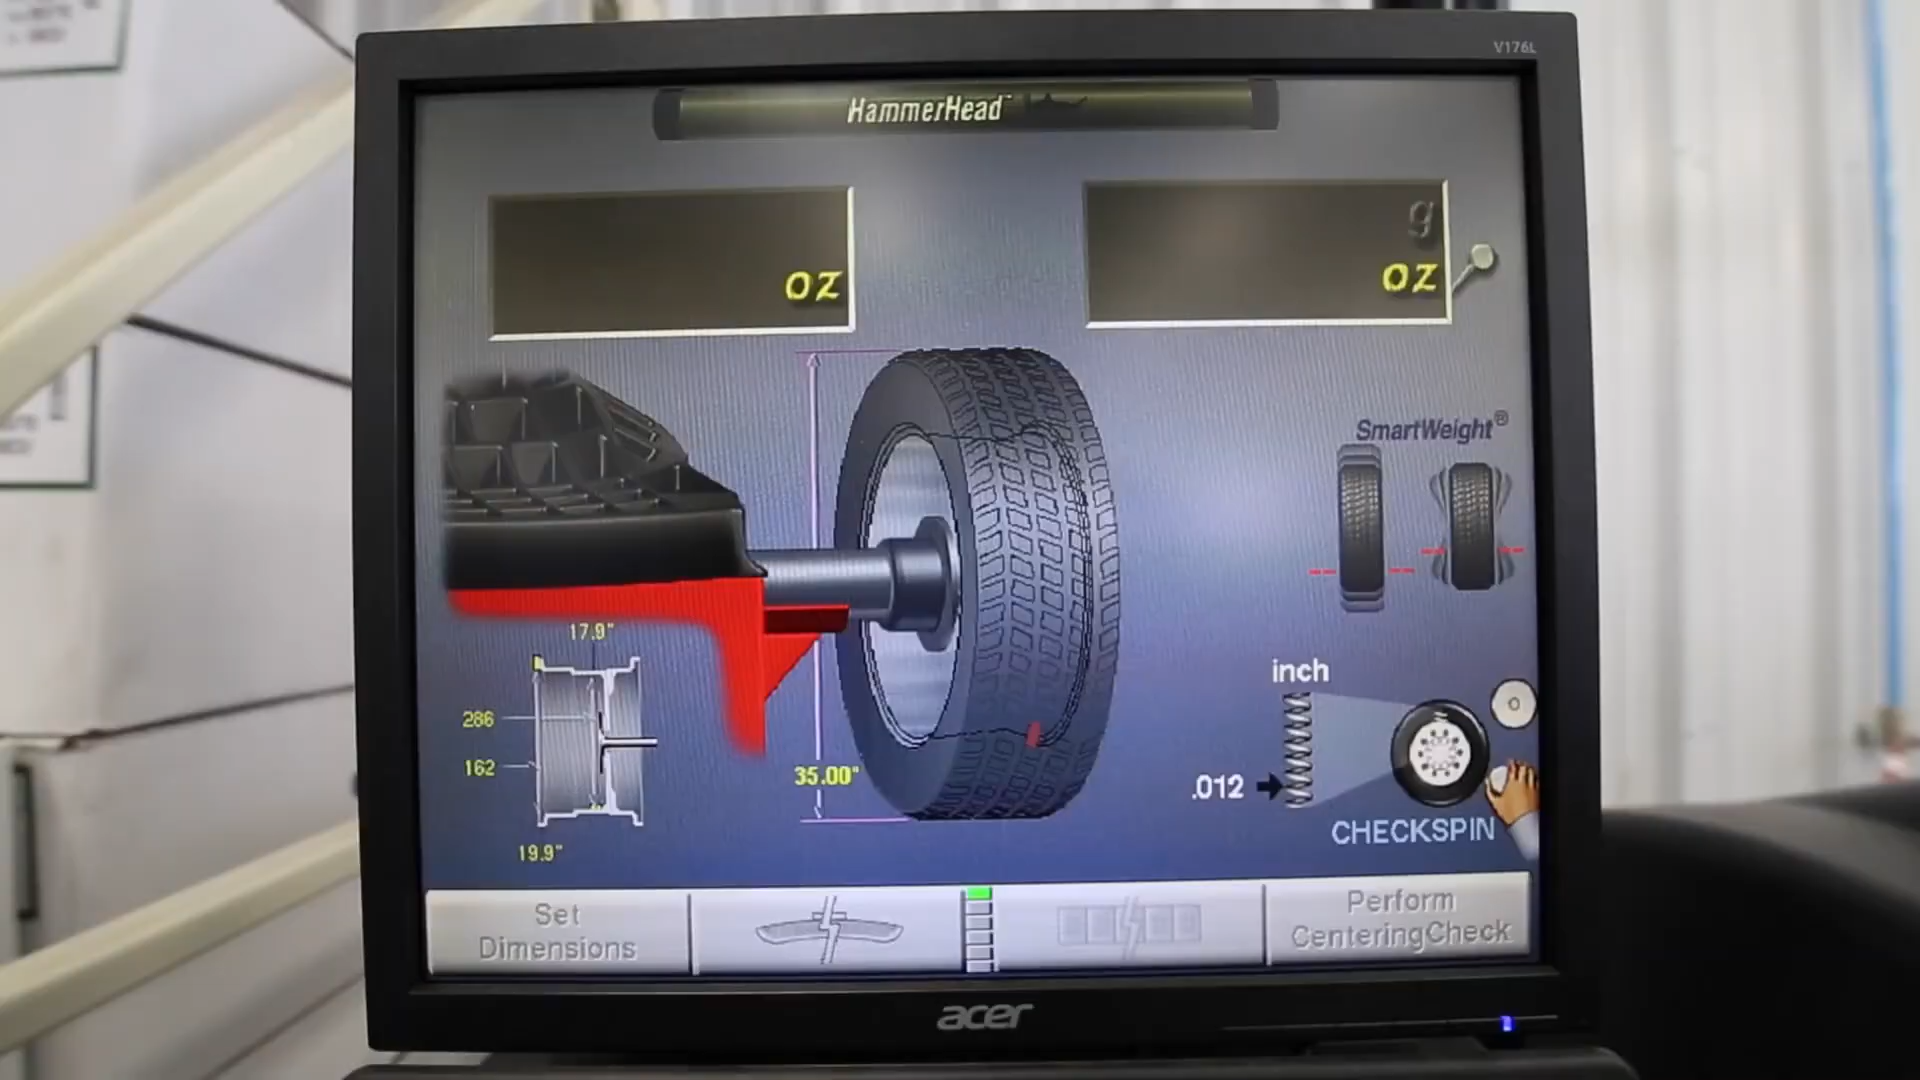 V176L
HammerHead™
oz
g
oz
SmartWeight®
17.9"
286
162
19.9"
35.00"
inch
.012
CHECKSPIN
Set
Dimensions
Perform
CenteringCheck
acer